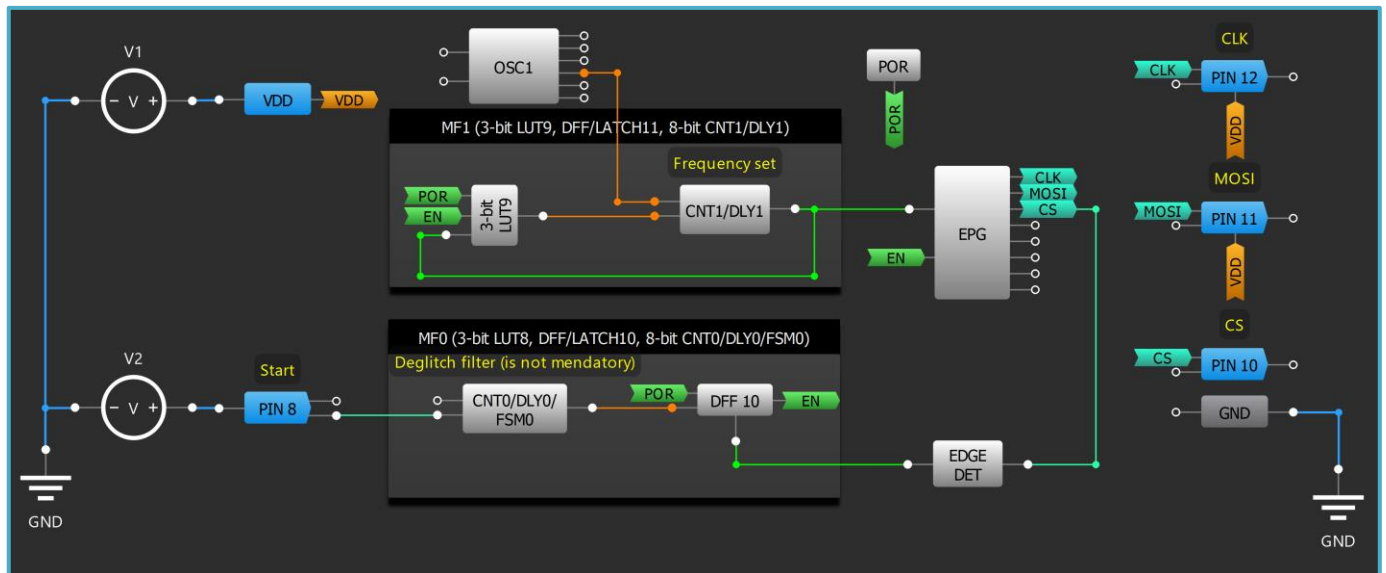 V1
– V +
VDD
VDD
OSC1
POR
POR
CLK
CLK
PIN 12
VDD
MF1 (3-bit LUT9, DFF/LATCH11, 8-bit CNT1/DLY1)
Frequency set
POR
EN
3-bit
LUT9
CNT1/DLY1
EPG
CLK
MOSI
CS
EN
MOSI
MOSI
PIN 11
VDD
V2
– V +
Start
PIN 8
MF0 (3-bit LUT8, DFF/LATCH10, 8-bit CNT0/DLY0/FSM0)
Deglitch filter (is not mendatory)
CNT0/DLY0/
FSM0
POR
DFF 10
EN
EDGE
DET
CS
CS
PIN 10
GND
GND
GND